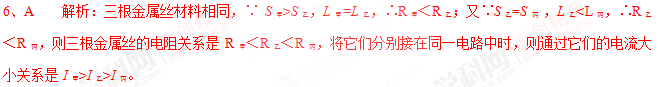 6、A 解析：三根金属丝材料相同，∵ S甲>S乙，L甲=L乙，∴R甲＜R乙；又∵S乙=S丙，L乙<L丙，∴R乙
＜R丙，则三根金属丝的电阻关系是 R甲＜R乙＜R丙，将它们分别接在同一电路中时，则通过它们的电流大
小关系是 I甲>I乙>I丙。